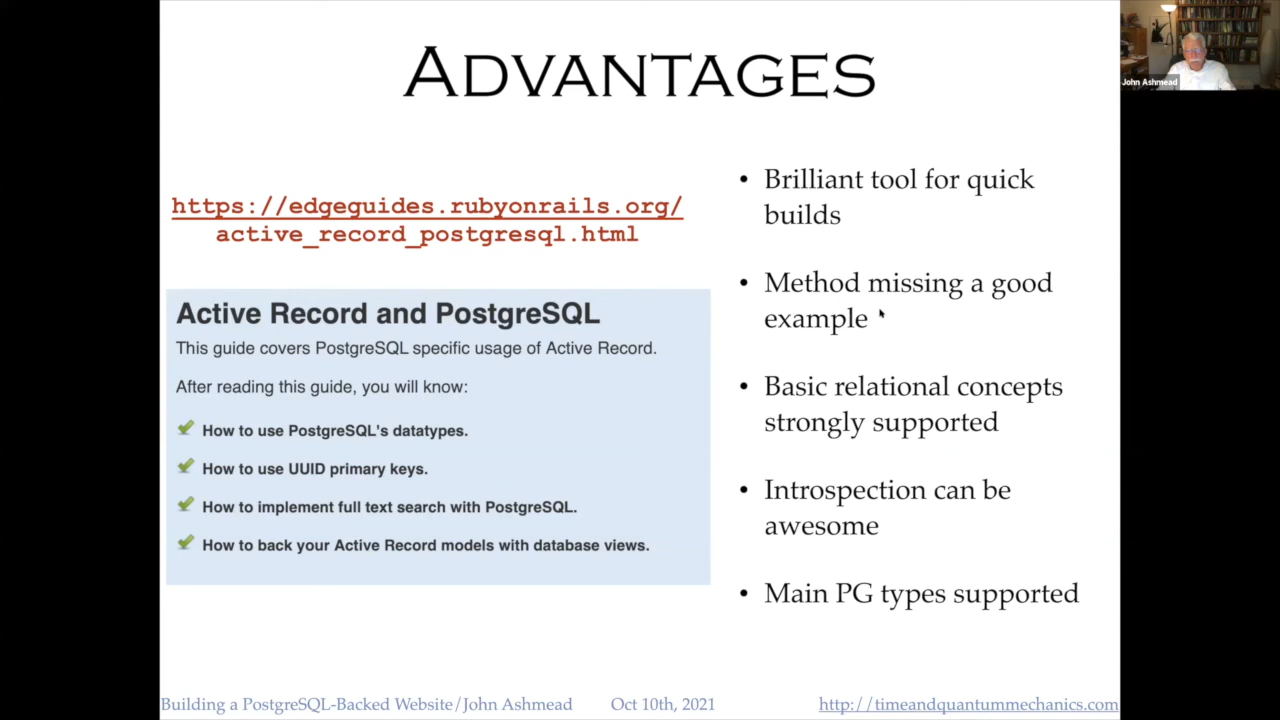 ADVANTAGES
John Ashmead
https://edgeguides.rubyonrails.org/
active_record_postgresql.html
Active Record and PostgreSQL
This guide covers PostgreSQL specific usage of Active Record.
After reading this guide, you will know:
How to use PostgreSQL's datatypes.
How to use UUID primary keys.
How to implement full text search with PostgreSQL.
How to back your Active Record models with database views.
• Brilliant tool for quick
builds
• Method missing a good
example
• Basic relational concepts
strongly supported
• Introspection can be
awesome
• Main PG types supported
Building a PostgreSQL-Backed Website/John Ashmead
Oct 10th, 2021
http://timeandquantummechanics.com